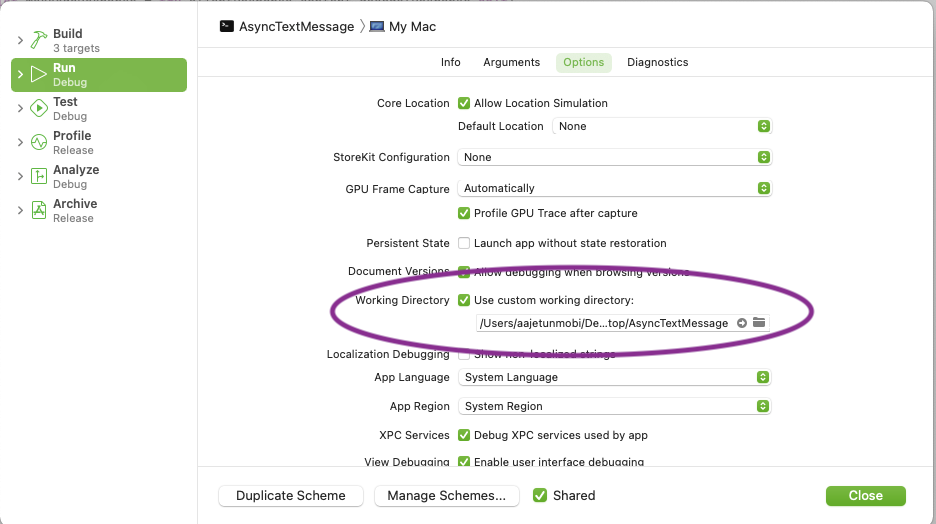 AsyncTextMessage My Mac
Build
3 targets
Run
Debug
Test
Debug
Profile
Release
Analyze
Debug
Archive
Release
Info Arguments Options Diagnostics
Core Location Allow Location Simulation
Default Location None
StoreKit Configuration None
GPU Frame Capture Automatically
Profile GPU Trace after capture
Persistent State Launch app without state restoration
Document Versions Allow debugging when browsing versions
Working Directory Use custom working directory:
/Users/aajetunmobi/De...top/AsyncTextMessage
Localization Debugging Show non-localized strings
App Language System Language
App Region System Region
XPC Services Debug XPC services used by app
View Debugging Enable user interface debugging
Duplicate Scheme Manage Schemes... Shared Close